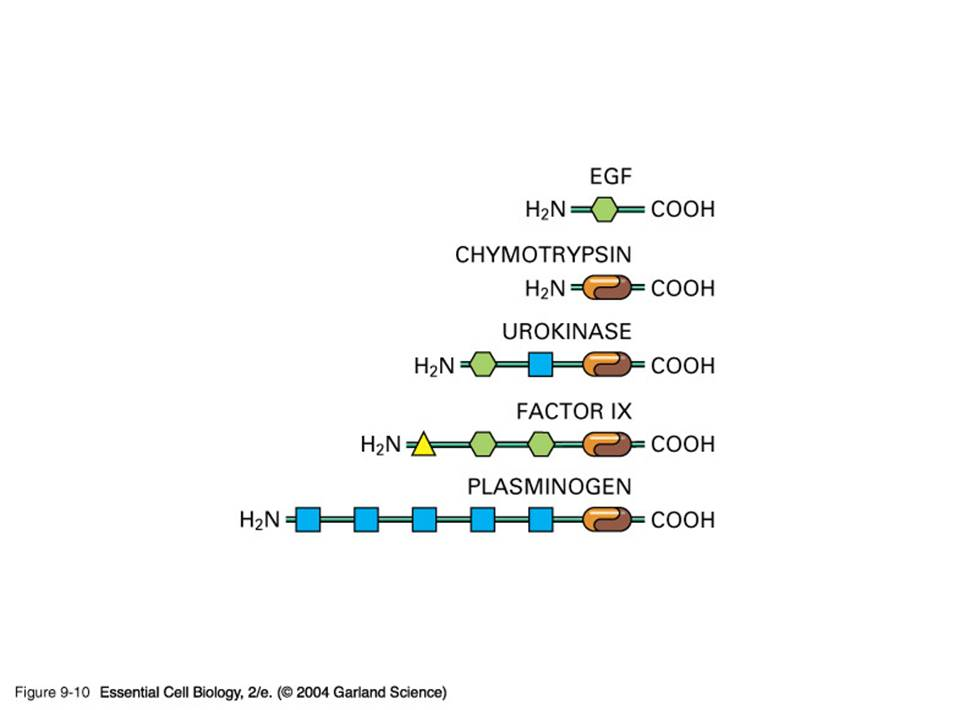 EGF
H₂N COOH
CHYMOTRYPSIN
H₂N COOH
UROKINASE
H₂N COOH
FACTOR IX
H₂N COOH
PLASMINOGEN
H₂N COOH
Figure 9-10 Essential Cell Biology, 2/e. (© 2004 Garland Science)